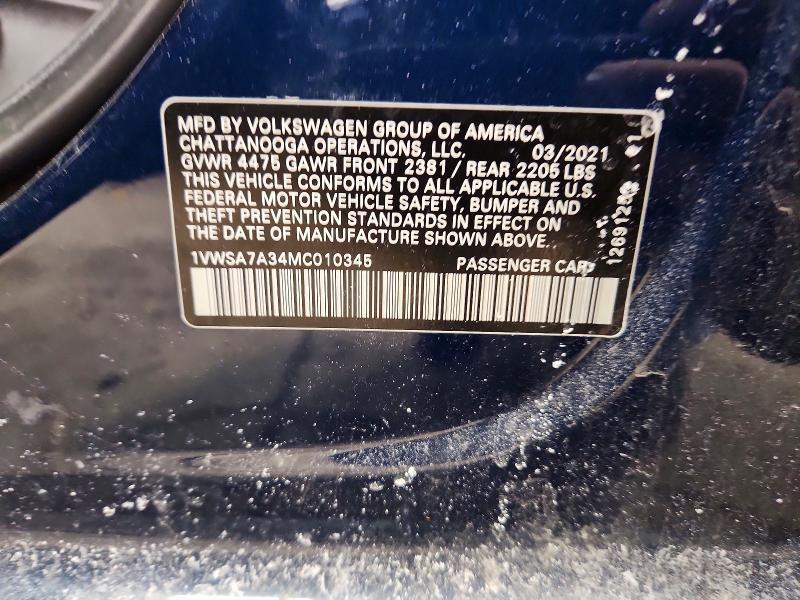 MFD BY VOLKSWAGEN GROUP OF AMERICA
CHATTANOOGA OPERATIONS, LLC. 03/2021
GVWR 4475 GAWR FRONT 2381 / REAR 2205 LBS
THIS VEHICLE CONFORMS TO ALL APPLICABLE U.S.
FEDERAL MOTOR VEHICLE SAFETY, BUMPER AND
THEFT PREVENTION STANDARDS IN EFFECT ON
THE DATE OF MANUFACTURE SHOWN ABOVE.
1VWSA7A34MC010345 PASSENGER CAR